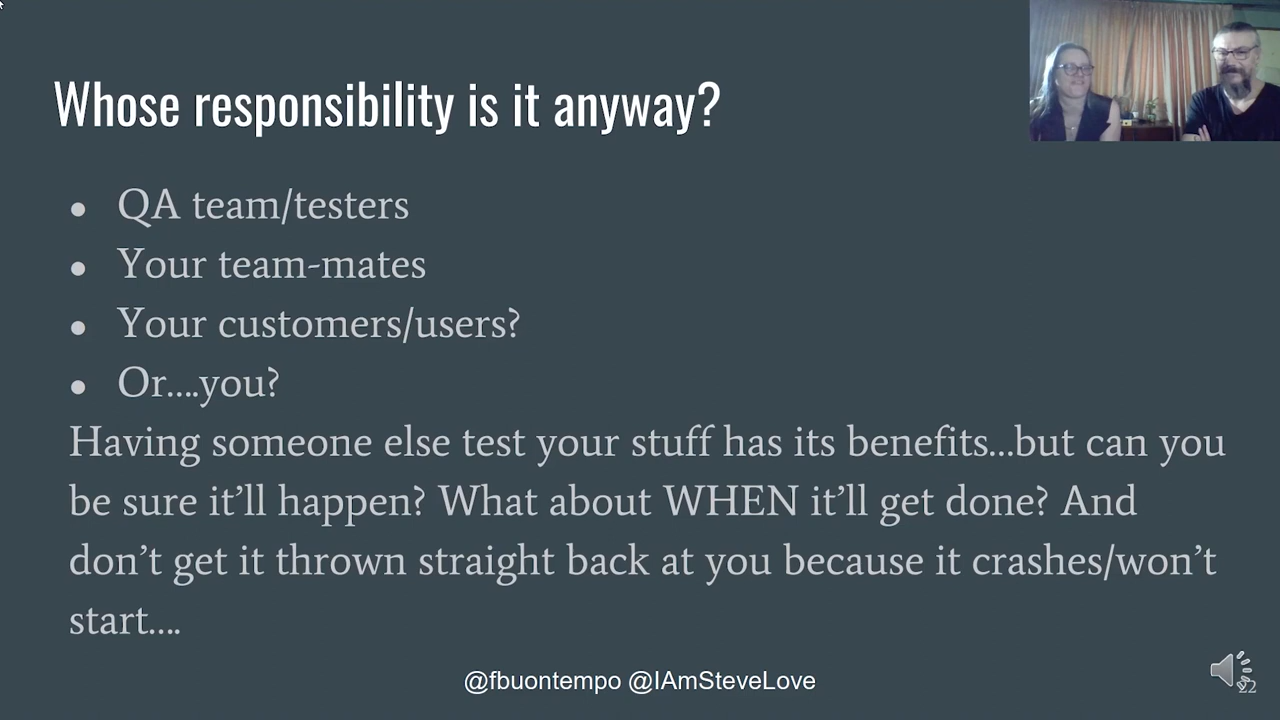 Whose responsibility is it anyway?
● QA team/testers
● Your team-mates
● Your customers/users?
● Or....you?
Having someone else test your stuff has its benefits...but can you
be sure it’ll happen? What about WHEN it’ll get done? And
don’t get it thrown straight back at you because it crashes/won’t
start....
@fbuontempo @IAmSteveLove
22